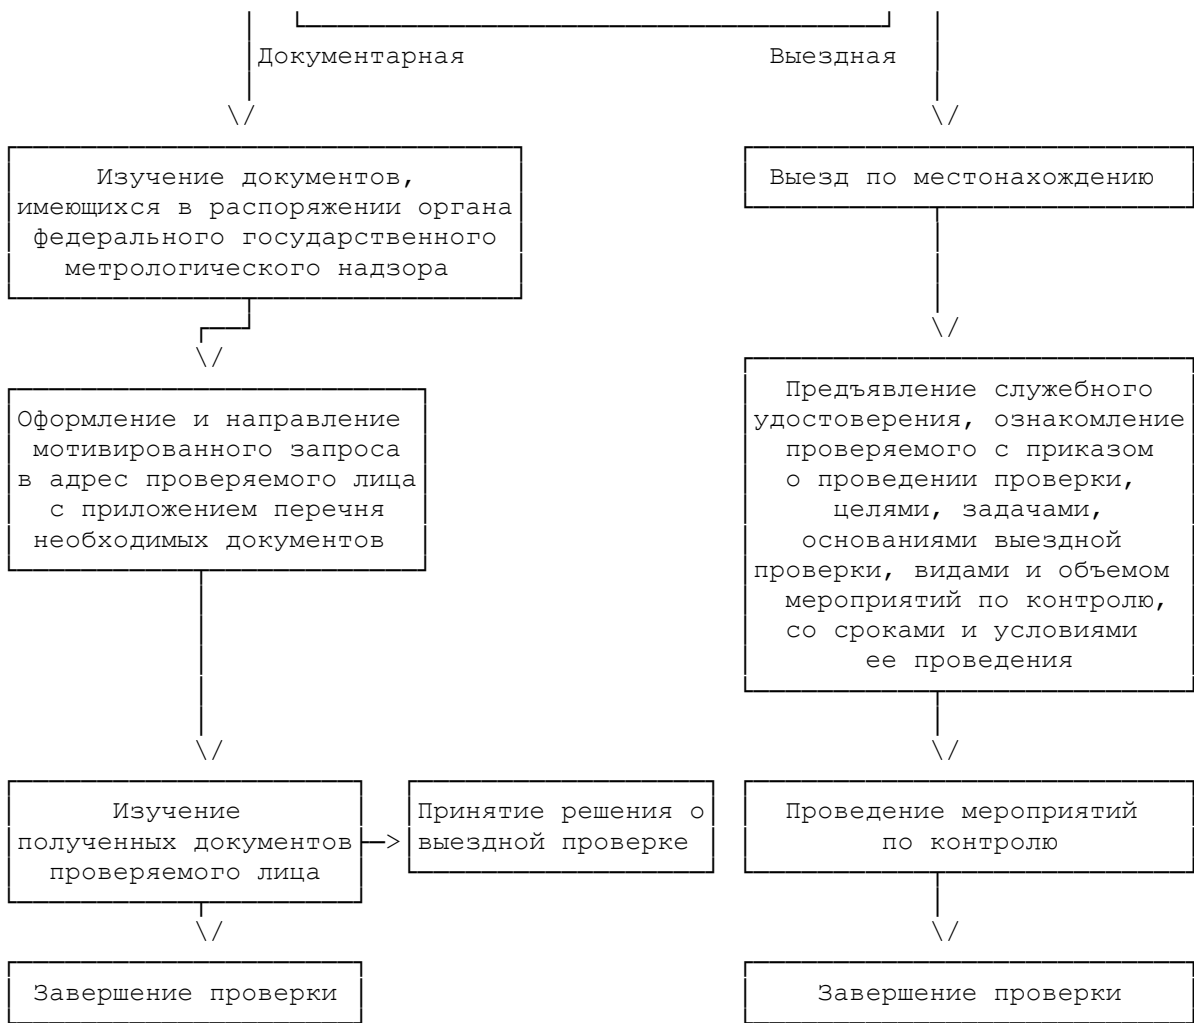 Документарная
Выездная
Изучение документов,
имеющихся в распоряжении органа
федерального государственного
метрологического надзора
Выезд по местонахождению
Оформление и направление
мотивированного запроса
в адрес проверяемого лица
с приложением перечня
необходимых документов
Предъявление служебного
удостоверения, ознакомление
проверяемого с приказом
о проведении проверки,
целями, задачами,
основаниями выездной
проверки, видами и объемом
мероприятий по контролю,
со сроками и условиями
ее проведения
Изучение
полученных документов
проверяемого лица
Принятие решения о
выездной проверке
Проведение мероприятий
по контролю
Завершение проверки
Завершение проверки